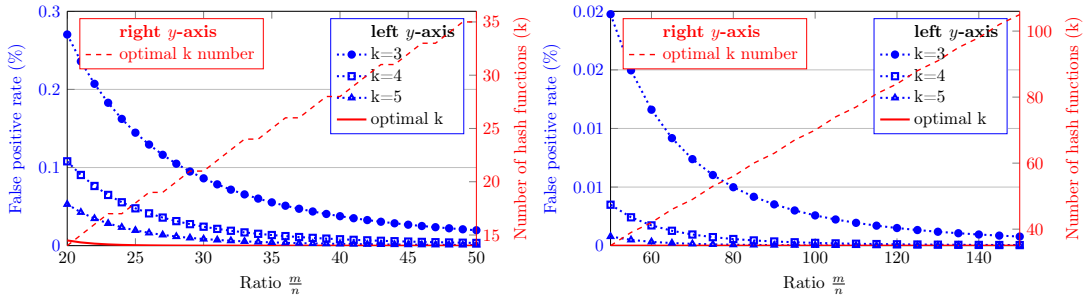 0.3
0.2
0.1
0
False positive rate (%)
right y-axis
optimal k number
left y-axis
k=3
k=4
k=5
optimal k
35
30
25
20
15
Number of hash functions (k)
20 25 30 35 40 45 50
Ratio m/n
0.02
0.02
0.01
0.01
0
False positive rate (%)
right y-axis
optimal k number
left y-axis
k=3
k=4
k=5
optimal k
100
80
60
40
Number of hash functions (k)
60 80 100 120 140
Ratio m/n